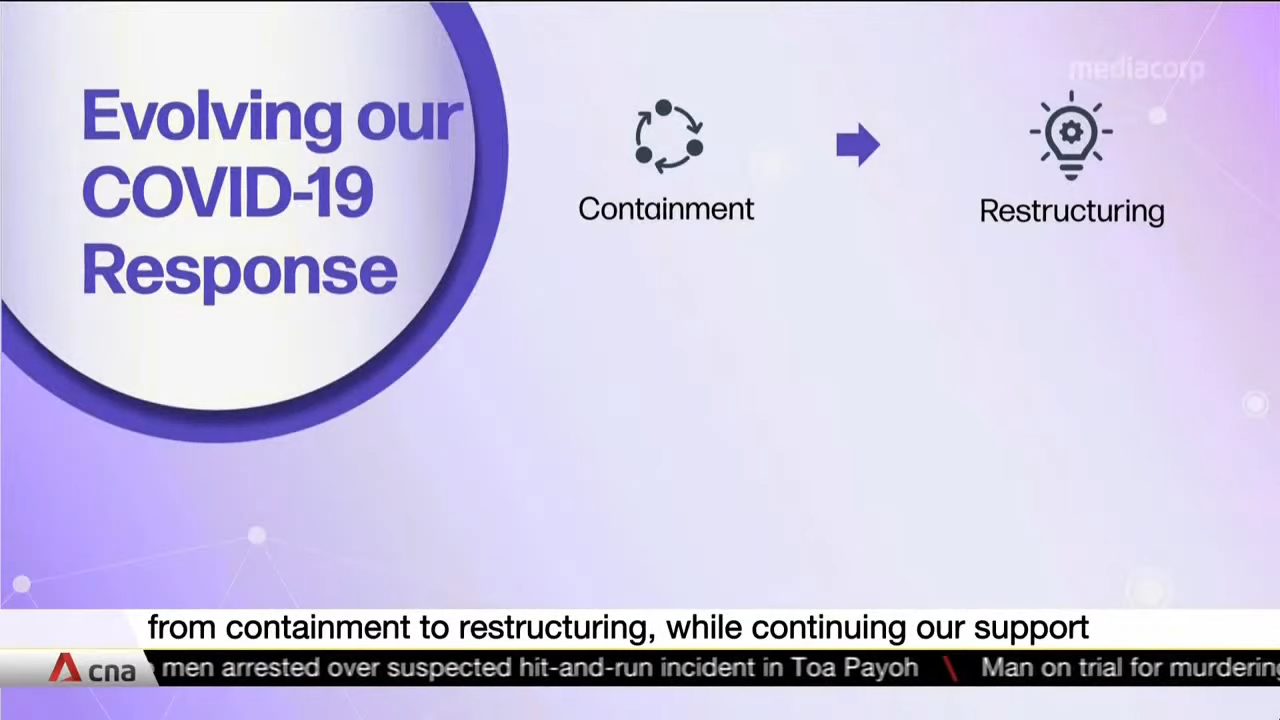 mediacorp
Evolving our
COVID-19
Response
Containment
Restructuring
from containment to restructuring, while continuing our support
cna
men arrested over suspected hit-and-run incident in Toa Payoh \ Man on trial for murdering